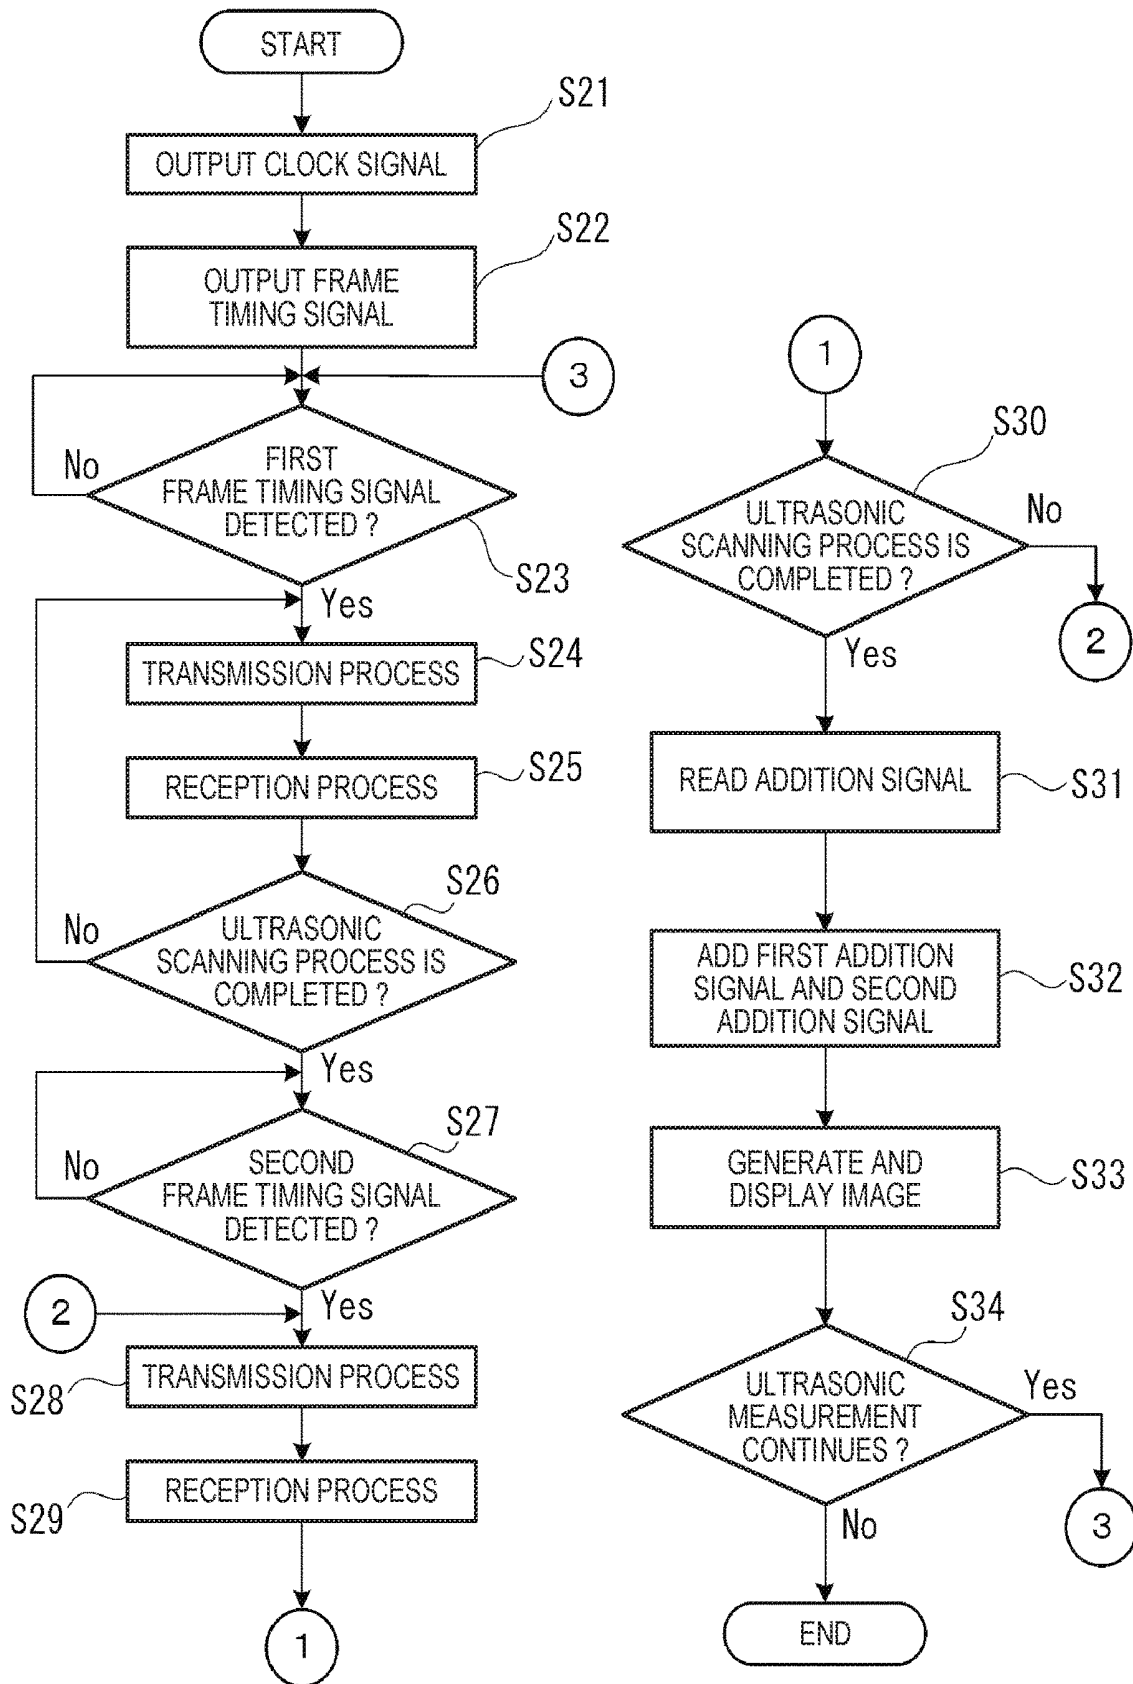 START
S21
OUTPUT CLOCK SIGNAL
S22
OUTPUT FRAME
TIMING SIGNAL
3
No
FIRST
FRAME TIMING SIGNAL
DETECTED ?
S23
Yes
TRANSMISSION PROCESS
S24
RECEPTION PROCESS
S25
S26
No
ULTRASONIC
SCANNING PROCESS IS
COMPLETED ?
Yes
S27
No
SECOND
FRAME TIMING SIGNAL
DETECTED ?
2
Yes
TRANSMISSION PROCESS
S28
RECEPTION PROCESS
S29
1
1
S30
No
ULTRASONIC
SCANNING PROCESS IS
COMPLETED ?
2
Yes
READ ADDITION SIGNAL
S31
ADD FIRST ADDITION
SIGNAL AND SECOND
ADDITION SIGNAL
S32
GENERATE AND
DISPLAY IMAGE
S33
S34
Yes
ULTRASONIC
MEASUREMENT
CONTINUES ?
3
No
END